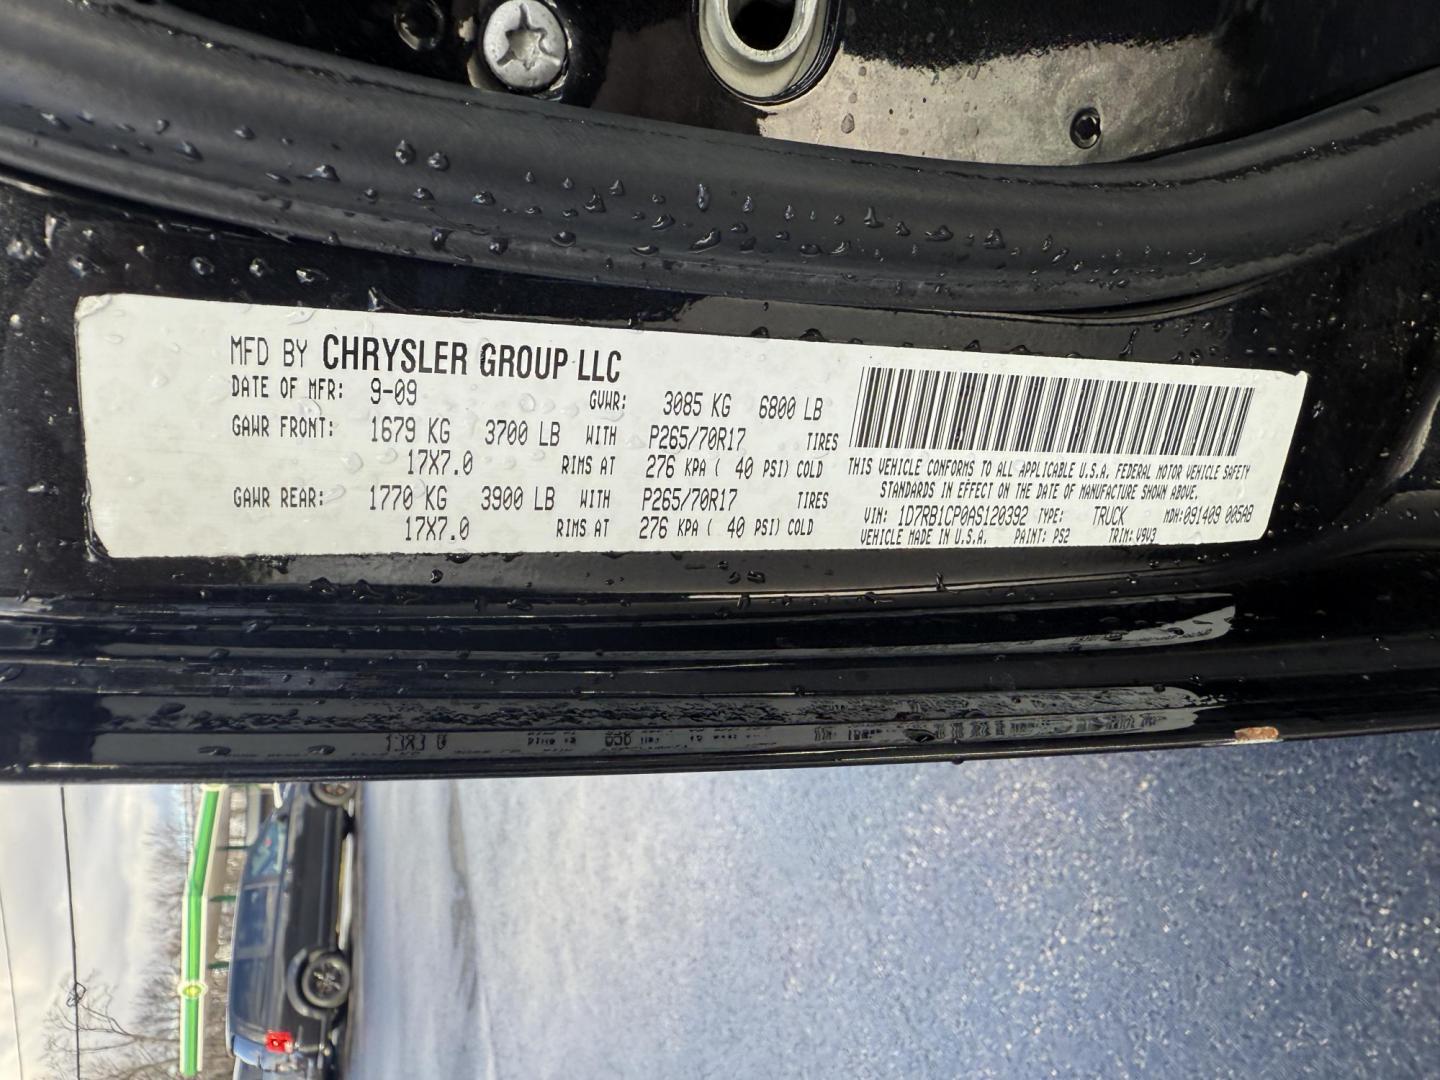 MFD BY CHRYSLER GROUP LLC
DATE OF MFR: 9-09 GVWR: 3085 KG 6800 LB
GAWR FRONT: 1679 KG 3700 LB WITH P265/70R17 TIRES
17X7.0 RIMS AT 276 KPA ( 40 PSI) COLD
GAWR REAR: 1770 KG 3900 LB WITH P265/70R17 TIRES
17X7.0 RIMS AT 276 KPA ( 40 PSI) COLD
THIS VEHICLE CONFORMS TO ALL APPLICABLE U.S.A. FEDERAL MOTOR VEHICLE SAFETY
STANDARDS IN EFFECT ON THE DATE OF MANUFACTURE SHOWN ABOVE.
VIN: 1D7RB1CP0AS120392 TYPE: TRUCK MDH:091409 005AB
VEHICLE MADE IN U.S.A. PAINT: PS2 TRIM: V9V3